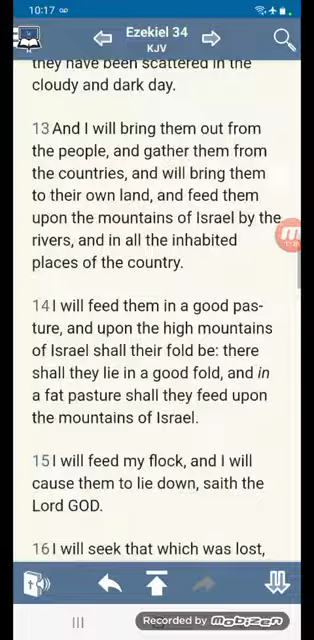 10:17
Ezekiel 34
KJV
they have been scattered in the
cloudy and dark day.
13 And I will bring them out from
the people, and gather them from
the countries, and will bring them
to their own land, and feed them
upon the mountains of Israel by the
rivers, and in all the inhabited
places of the country.
14 I will feed them in a good pas-
ture, and upon the high mountains
of Israel shall their fold be: there
shall they lie in a good fold, and in
a fat pasture shall they feed upon
the mountains of Israel.
15 I will feed my flock, and I will
cause them to lie down, saith the
Lord GOD.
16 I will seek that which was lost,
Recorded by mobizen